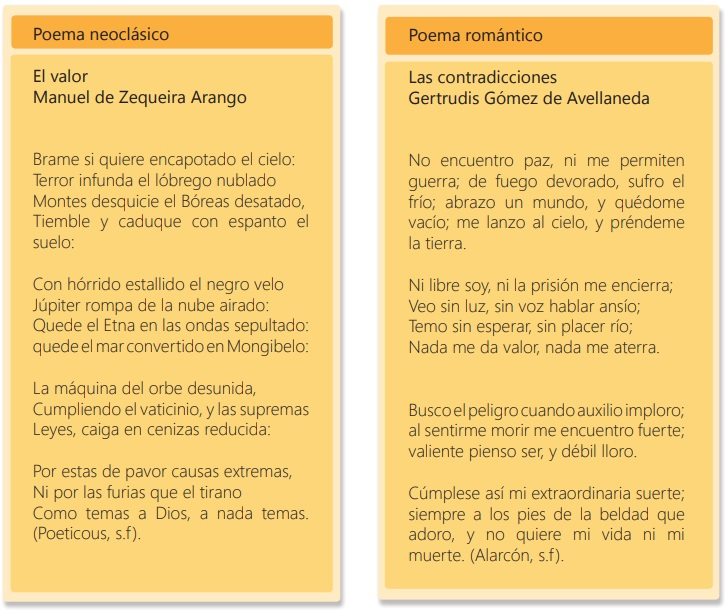 Poema neoclásico
El valor
Manuel de Zequeira Arango
Brame si quiere encapotado el cielo:
Terror infunda el lóbrego nublado
Montes desquicie el Bóreas desatado,
Tiemble y caduque con espanto el
suelo:
Con hórrido estallido el negro velo
Júpiter rompa de la nube airado:
Quede el Etna en las ondas sepultado:
quede el mar convertido en Mongibelo:
La máquina del orbe desunida,
Cumpliendo el vaticinio, y las supremas
Leyes, caiga en cenizas reducida:
Por estas de pavor causas extremas,
Ni por las furias que el tirano
Como temas a Dios, a nada temas.
(Poeticous, s.f).
Poema romántico
Las contradicciones
Gertrudis Gómez de Avellaneda
No encuentro paz, ni me permiten
guerra; de fuego devorado, sufro el
frío; abrazo un mundo, y quédome
vacío; me lanzo al cielo, y préndeme
la tierra.
Ni libre soy, ni la prisión me encierra;
Veo sin luz, sin voz hablar ansío;
Temo sin esperar, sin placer río;
Nada me da valor, nada me aterra.
Busco el peligro cuando auxilio imploro;
al sentirme morir me encuentro fuerte;
valiente pienso ser, y débil lloro.
Cúmplese así mi extraordinaria suerte;
siempre a los pies de la beldad que
adoro, y no quiere mi vida ni mi
muerte. (Alarcón, s.f).